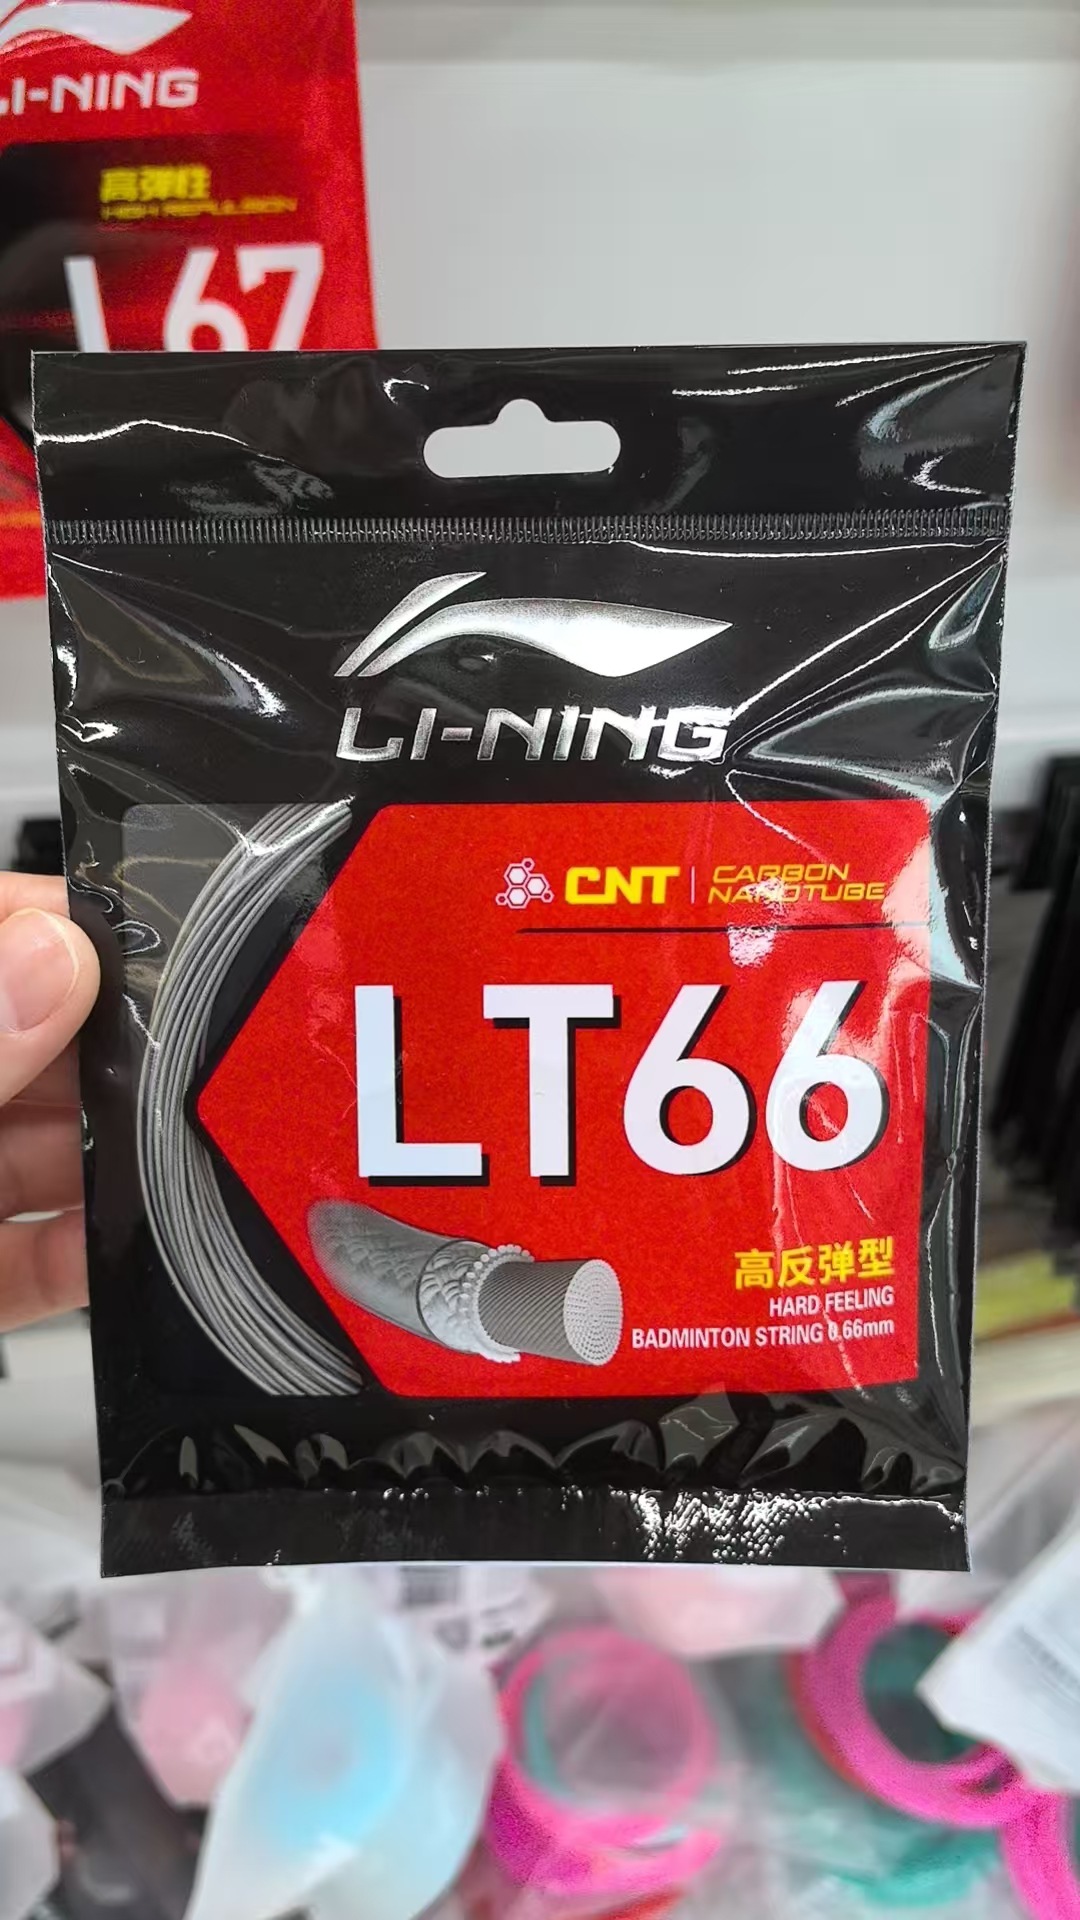 LI-NING
高弹性
HIGH REPULSION
L67
LI-NING
CNT | CARBON
NANOTUBE
LT66
高反弹型
HARD FEELING
BADMINTON STRING 0.66mm